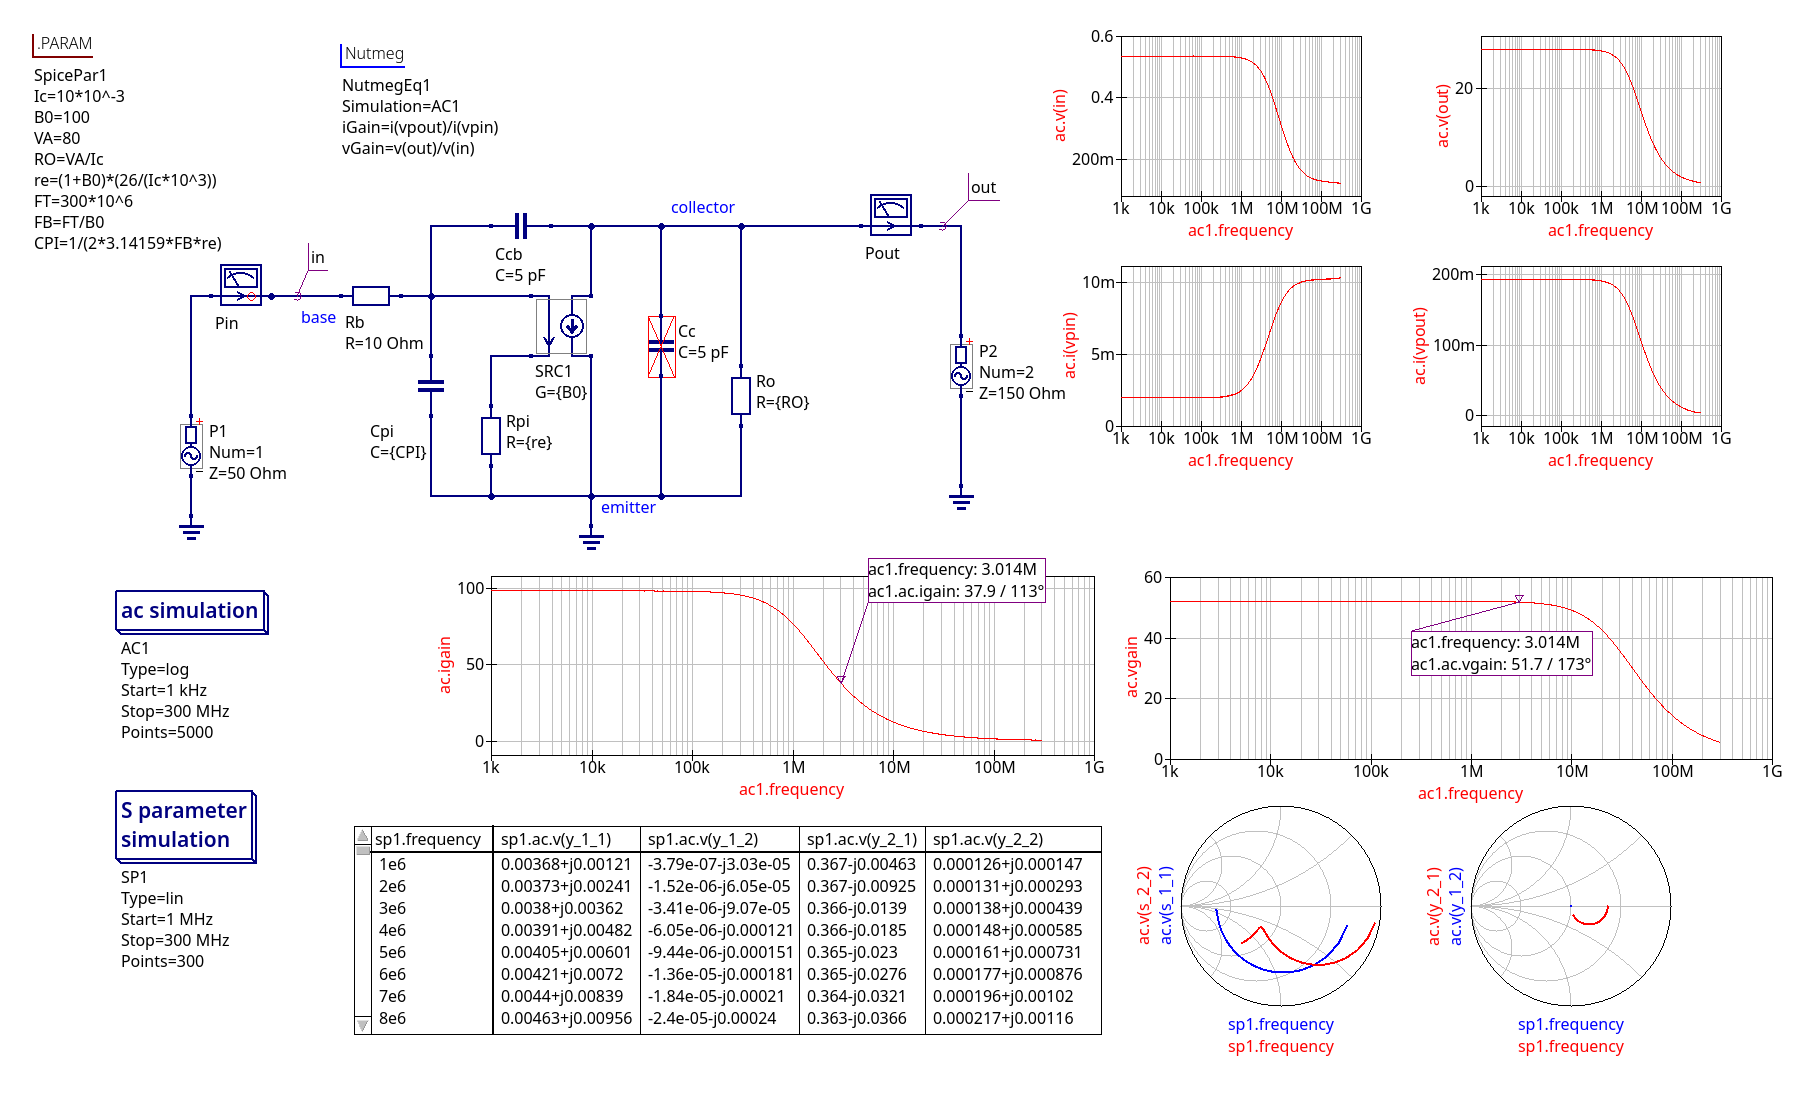 .PARAM
SpicePar1
Ic=10*10^-3
B0=100
VA=80
RO=VA/Ic
re=(1+B0)*(26/(Ic*10^3))
FT=300*10^6
FB=FT/B0
CPI=1/(2*3.14159*FB*re)
Nutmeg
NutmegEq1
Simulation=AC1
iGain=i(vpout)/i(vpin)
vGain=v(out)/v(in)
in
Pin
base
Rb
R=10 Ohm
Ccb
C=5 pF
collector
SRC1
G={B0}
Cc
C=5 pF
Ro
R={RO}
Pout
out
P2
Num=2
Z=150 Ohm
Cpi
C={CPI}
Rpi
R={re}
P1
Num=1
Z=50 Ohm
emitter
ac.v(in)
0.6
0.4
200m
1k 10k 100k 1M 10M 100M 1G
ac1.frequency
ac.v(out)
20
0
1k 10k 100k 1M 10M 100M 1G
ac1.frequency
ac.i(vpin)
10m
5m
0
1k 10k 100k 1M 10M 100M 1G
ac1.frequency
ac.i(vpout)
200m
100m
0
1k 10k 100k 1M 10M 100M 1G
ac1.frequency
ac simulation
AC1
Type=log
Start=1 kHz
Stop=300 MHz
Points=5000
ac.igain
100
50
0
ac1.frequency: 3.014M
ac1.ac.igain: 37.9 / 113°
1k 10k 100k 1M 10M 100M 1G
ac1.frequency
ac.vgain
60
40
20
0
ac1.frequency: 3.014M
ac1.ac.vgain: 51.7 / 173°
1k 10k 100k 1M 10M 100M 1G
ac1.frequency
S parameter
simulation
SP1
Type=lin
Start=1 MHz
Stop=300 MHz
Points=300
sp1.frequency sp1.ac.v(y_1_1) sp1.ac.v(y_1_2) sp1.ac.v(y_2_1) sp1.ac.v(y_2_2)
1e6 0.00368+j0.00121 -3.79e-07-j3.03e-05 0.367-j0.00463 0.000126+j0.000147
2e6 0.00373+j0.00241 -1.52e-06-j6.05e-05 0.367-j0.00925 0.000131+j0.000293
3e6 0.0038+j0.00362 -3.41e-06-j9.07e-05 0.366-j0.0139 0.000138+j0.000439
4e6 0.00391+j0.00482 -6.05e-06-j0.000121 0.366-j0.0185 0.000148+j0.000585
5e6 0.00405+j0.00601 -9.44e-06-j0.000151 0.365-j0.023 0.000161+j0.000731
6e6 0.00421+j0.0072 -1.36e-05-j0.000181 0.365-j0.0276 0.000177+j0.000876
7e6 0.0044+j0.00839 -1.84e-05-j0.00021 0.364-j0.0321 0.000196+j0.00102
8e6 0.00463+j0.00956 -2.4e-05-j0.00024 0.363-j0.0366 0.000217+j0.00116
ac.v(s_2_2)
ac.v(s_1_1)
sp1.frequency
sp1.frequency
ac.v(y_2_1)
ac.v(y_1_2)
sp1.frequency
sp1.frequency